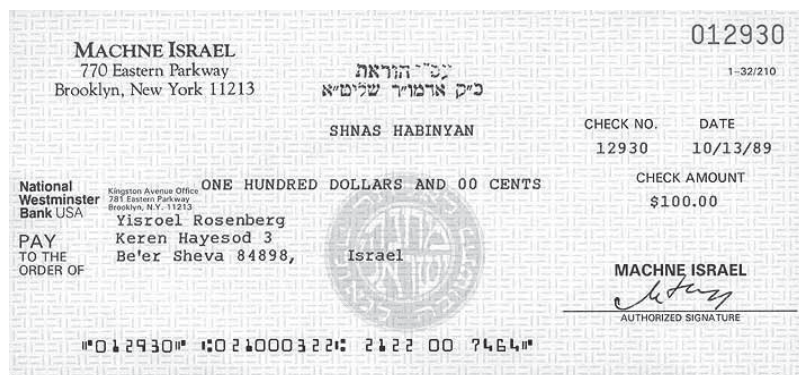 012930
MACHNE ISRAEL
770 Eastern Parkway
Brooklyn, New York 11213
עפ"י הוראת
כ"ק אדמו"ר שליט"א
1-32/210
SHNAS HABINYAN
CHECK NO. DATE
12930 10/13/89
National
Westminster
Bank USA
Kingston Avenue Office
781 Eastern Parkway
Brooklyn, N.Y. 11213
ONE HUNDRED DOLLARS AND 00 CENTS
CHECK AMOUNT
$100.00
PAY
TO THE
ORDER OF
Yisroel Rosenberg
Keren Hayesod 3
Be'er Sheva 84898, Israel
מחנה
ישראל
MACHNE ISRAEL
AUTHORIZED SIGNATURE
⑈012930⑈ ⑆021000322⑆ 2122 00 7464⑈